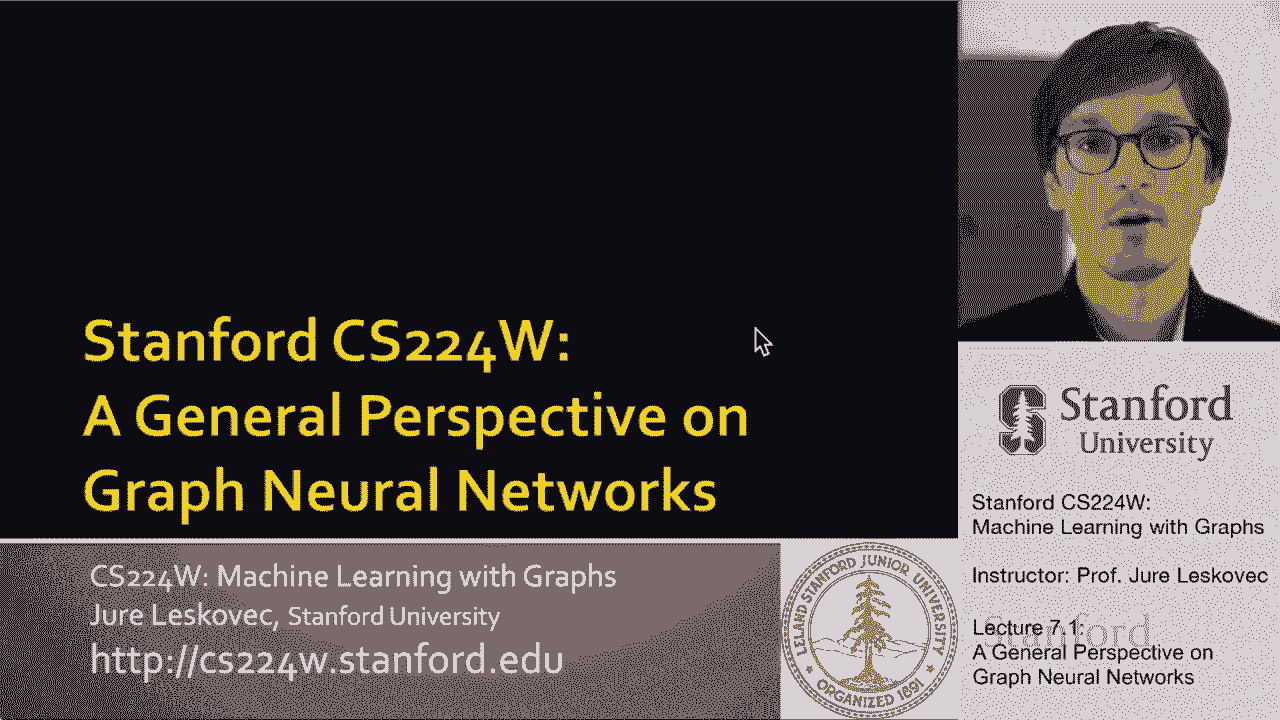 Stanford CS224W:
A General Perspective on
Graph Neural Networks
CS224W: Machine Learning with Graphs
Jure Leskovec, Stanford University
http://cs224w.stanford.edu
LELAND STANFORD JUNIOR UNIVERSITY
ORGANIZED 1891
Stanford
University
Stanford CS224W:
Machine Learning with Graphs
Instructor: Prof. Jure Leskovec
Lecture 7.1:
A General Perspective on
Graph Neural Networks
Stanford